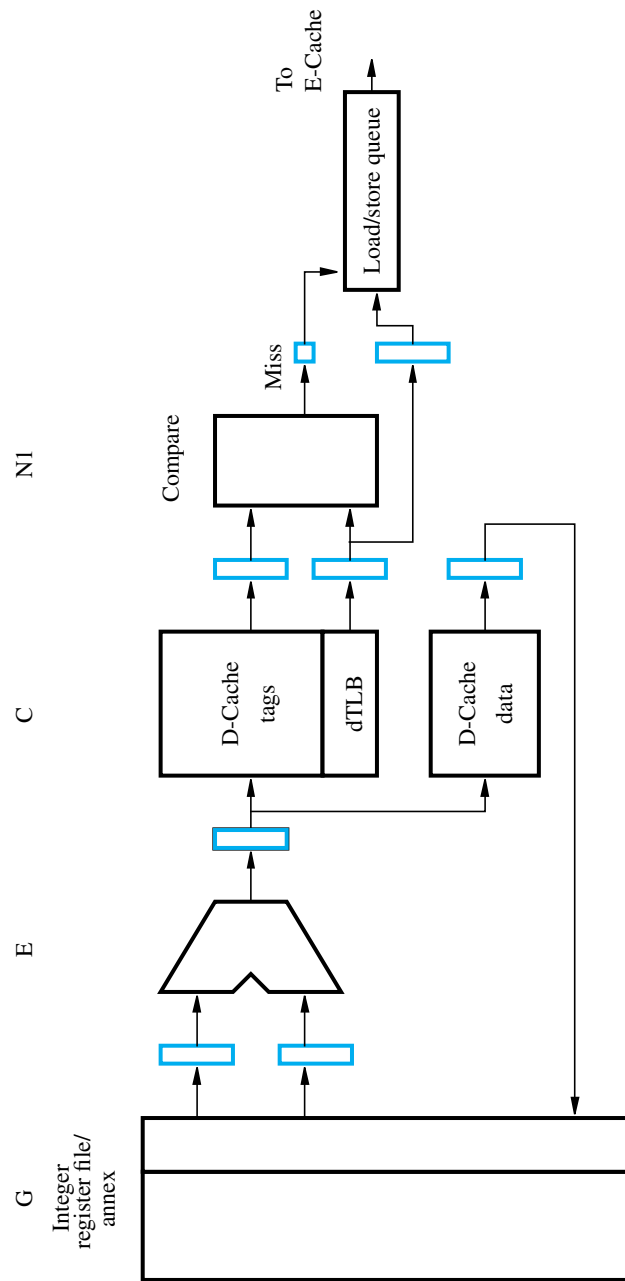 G
E
C
N1
Integer
register file/
annex
D-Cache
tags
dTLB
D-Cache
data
Compare
Miss
Load/store queue
To
E-Cache